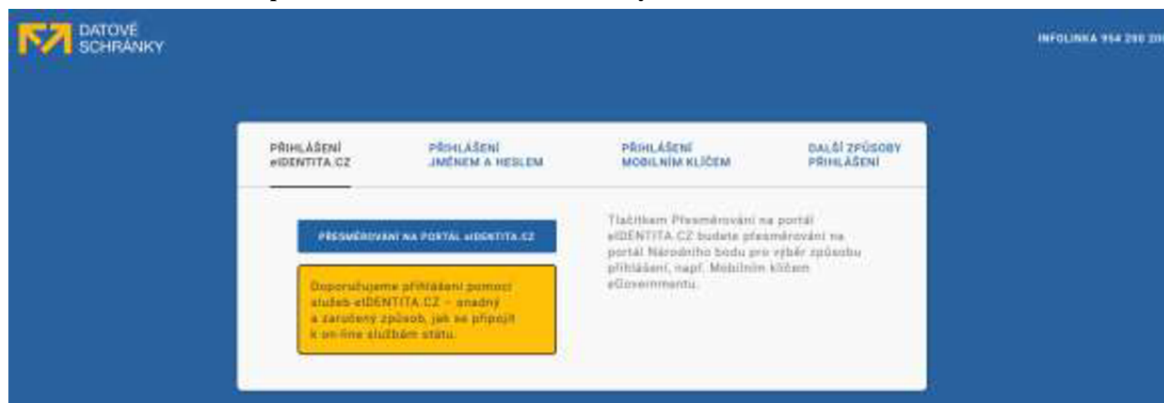 DATOVÉ
SCHRÁNKY
INFOLINKA 954 200 200
PŘIHLÁŠENÍ
eIDENTITA.CZ
PŘIHLÁŠENÍ
JMÉNEM A HESLEM
PŘIHLÁŠENÍ
MOBILNÍM KLÍČEM
DALŠÍ ZPŮSOBY
PŘIHLÁŠENÍ
PŘESMĚROVÁNÍ NA PORTÁL eIDENTITA.CZ
Doporučujeme přihlášení pomocí
služeb eIDENTITA.CZ – snadný
a zaručený způsob, jak se připojit
k on-line službám státu.
Tlačítkem Přesměrování na portál
eIDENTITA.CZ budete přesměrováni na
portál Národního bodu pro výběr způsobu
přihlášení, např. Mobilním klíčem
eGovernmentu.